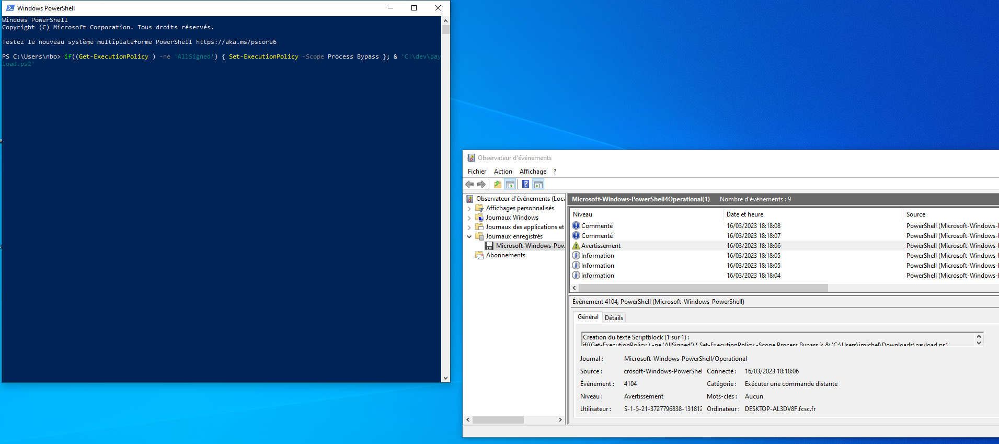 Windows PowerShell
Windows PowerShell
Copyright (C) Microsoft Corporation. Tous droits réservés.
Testez le nouveau système multiplateforme PowerShell https://aka.ms/pscore6
PS C:\Users\nbo> if((Get-ExecutionPolicy ) -ne 'AllSigned') { Set-ExecutionPolicy -Scope Process Bypass }; & 'C:\dev\pay
load.ps2'
Observateur d'événements
Fichier Action Affichage ?
Observateur d'événements (Loca
Affichages personnalisés
Journaux Windows
Journaux des applications et
Journaux enregistrés
Microsoft-Windows-Pow
Abonnements
Microsoft-Windows-PowerShell4Operational(1) Nombre d'événements : 9
Niveau Date et heure Source
Commenté 16/03/2023 18:18:08 PowerShell (Microsoft-Windows-
Commenté 16/03/2023 18:18:07 PowerShell (Microsoft-Windows-
Avertissement 16/03/2023 18:18:06 PowerShell (Microsoft-Windows-
Information 16/03/2023 18:18:05 PowerShell (Microsoft-Windows-
Information 16/03/2023 18:18:05 PowerShell (Microsoft-Windows-
Information 16/03/2023 18:18:04 PowerShell (Microsoft-Windows-
Événement 4104, PowerShell (Microsoft-Windows-PowerShell)
Général Détails
Création du texte Scriptblock (1 sur 1) :
if((Get-ExecutionPolicy ) -ne 'AllSigned') { Set-ExecutionPolicy -Scope Process Bypass }; & 'C:\Users\jmichel\Downloads\payload.ps1'
Journal : Microsoft-Windows-PowerShell/Operational
Source : crosoft-Windows-PowerShel Connecté : 16/03/2023 18:18:06
Événement : 4104 Catégorie : Exécuter une commande distante
Niveau : Avertissement Mots-clés : Aucun
Utilisateur : S-1-5-21-3727796838-131812 Ordinateur : DESKTOP-AL3DV8F.fcsc.fr